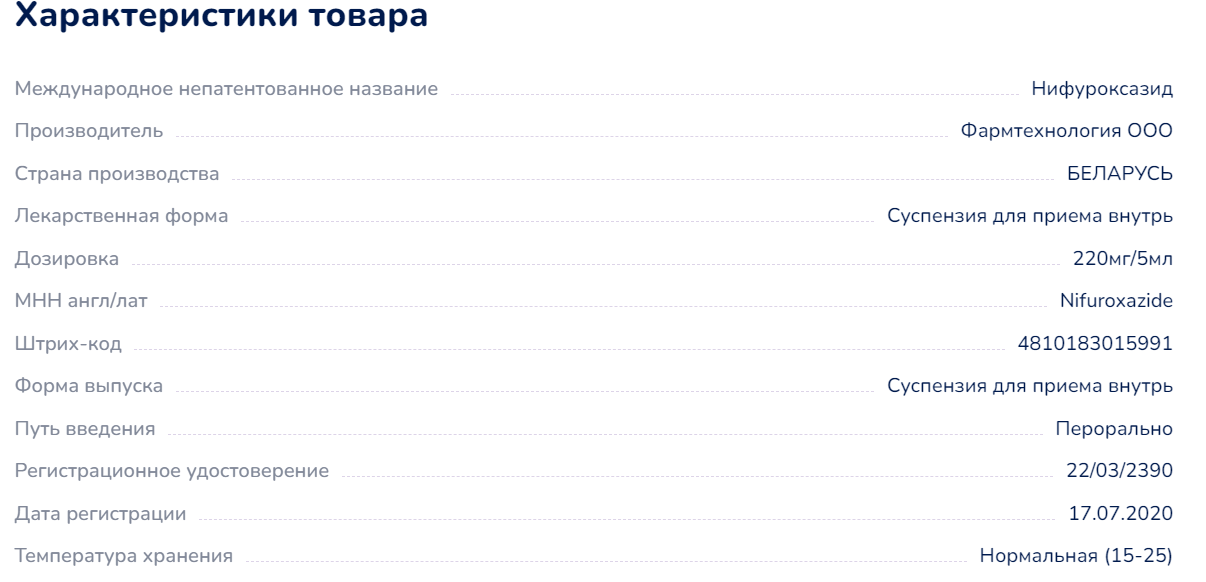 Характеристики товара
Международное непатентованное название Нифуроксазид
Производитель Фармтехнология ООО
Страна производства БЕЛАРУСЬ
Лекарственная форма Суспензия для приема внутрь
Дозировка 220мг/5мл
МНН англ/лат Nifuroxazide
Штрих-код 4810183015991
Форма выпуска Суспензия для приема внутрь
Путь введения Перорально
Регистрационное удостоверение 22/03/2390
Дата регистрации 17.07.2020
Температура хранения Нормальная (15-25)